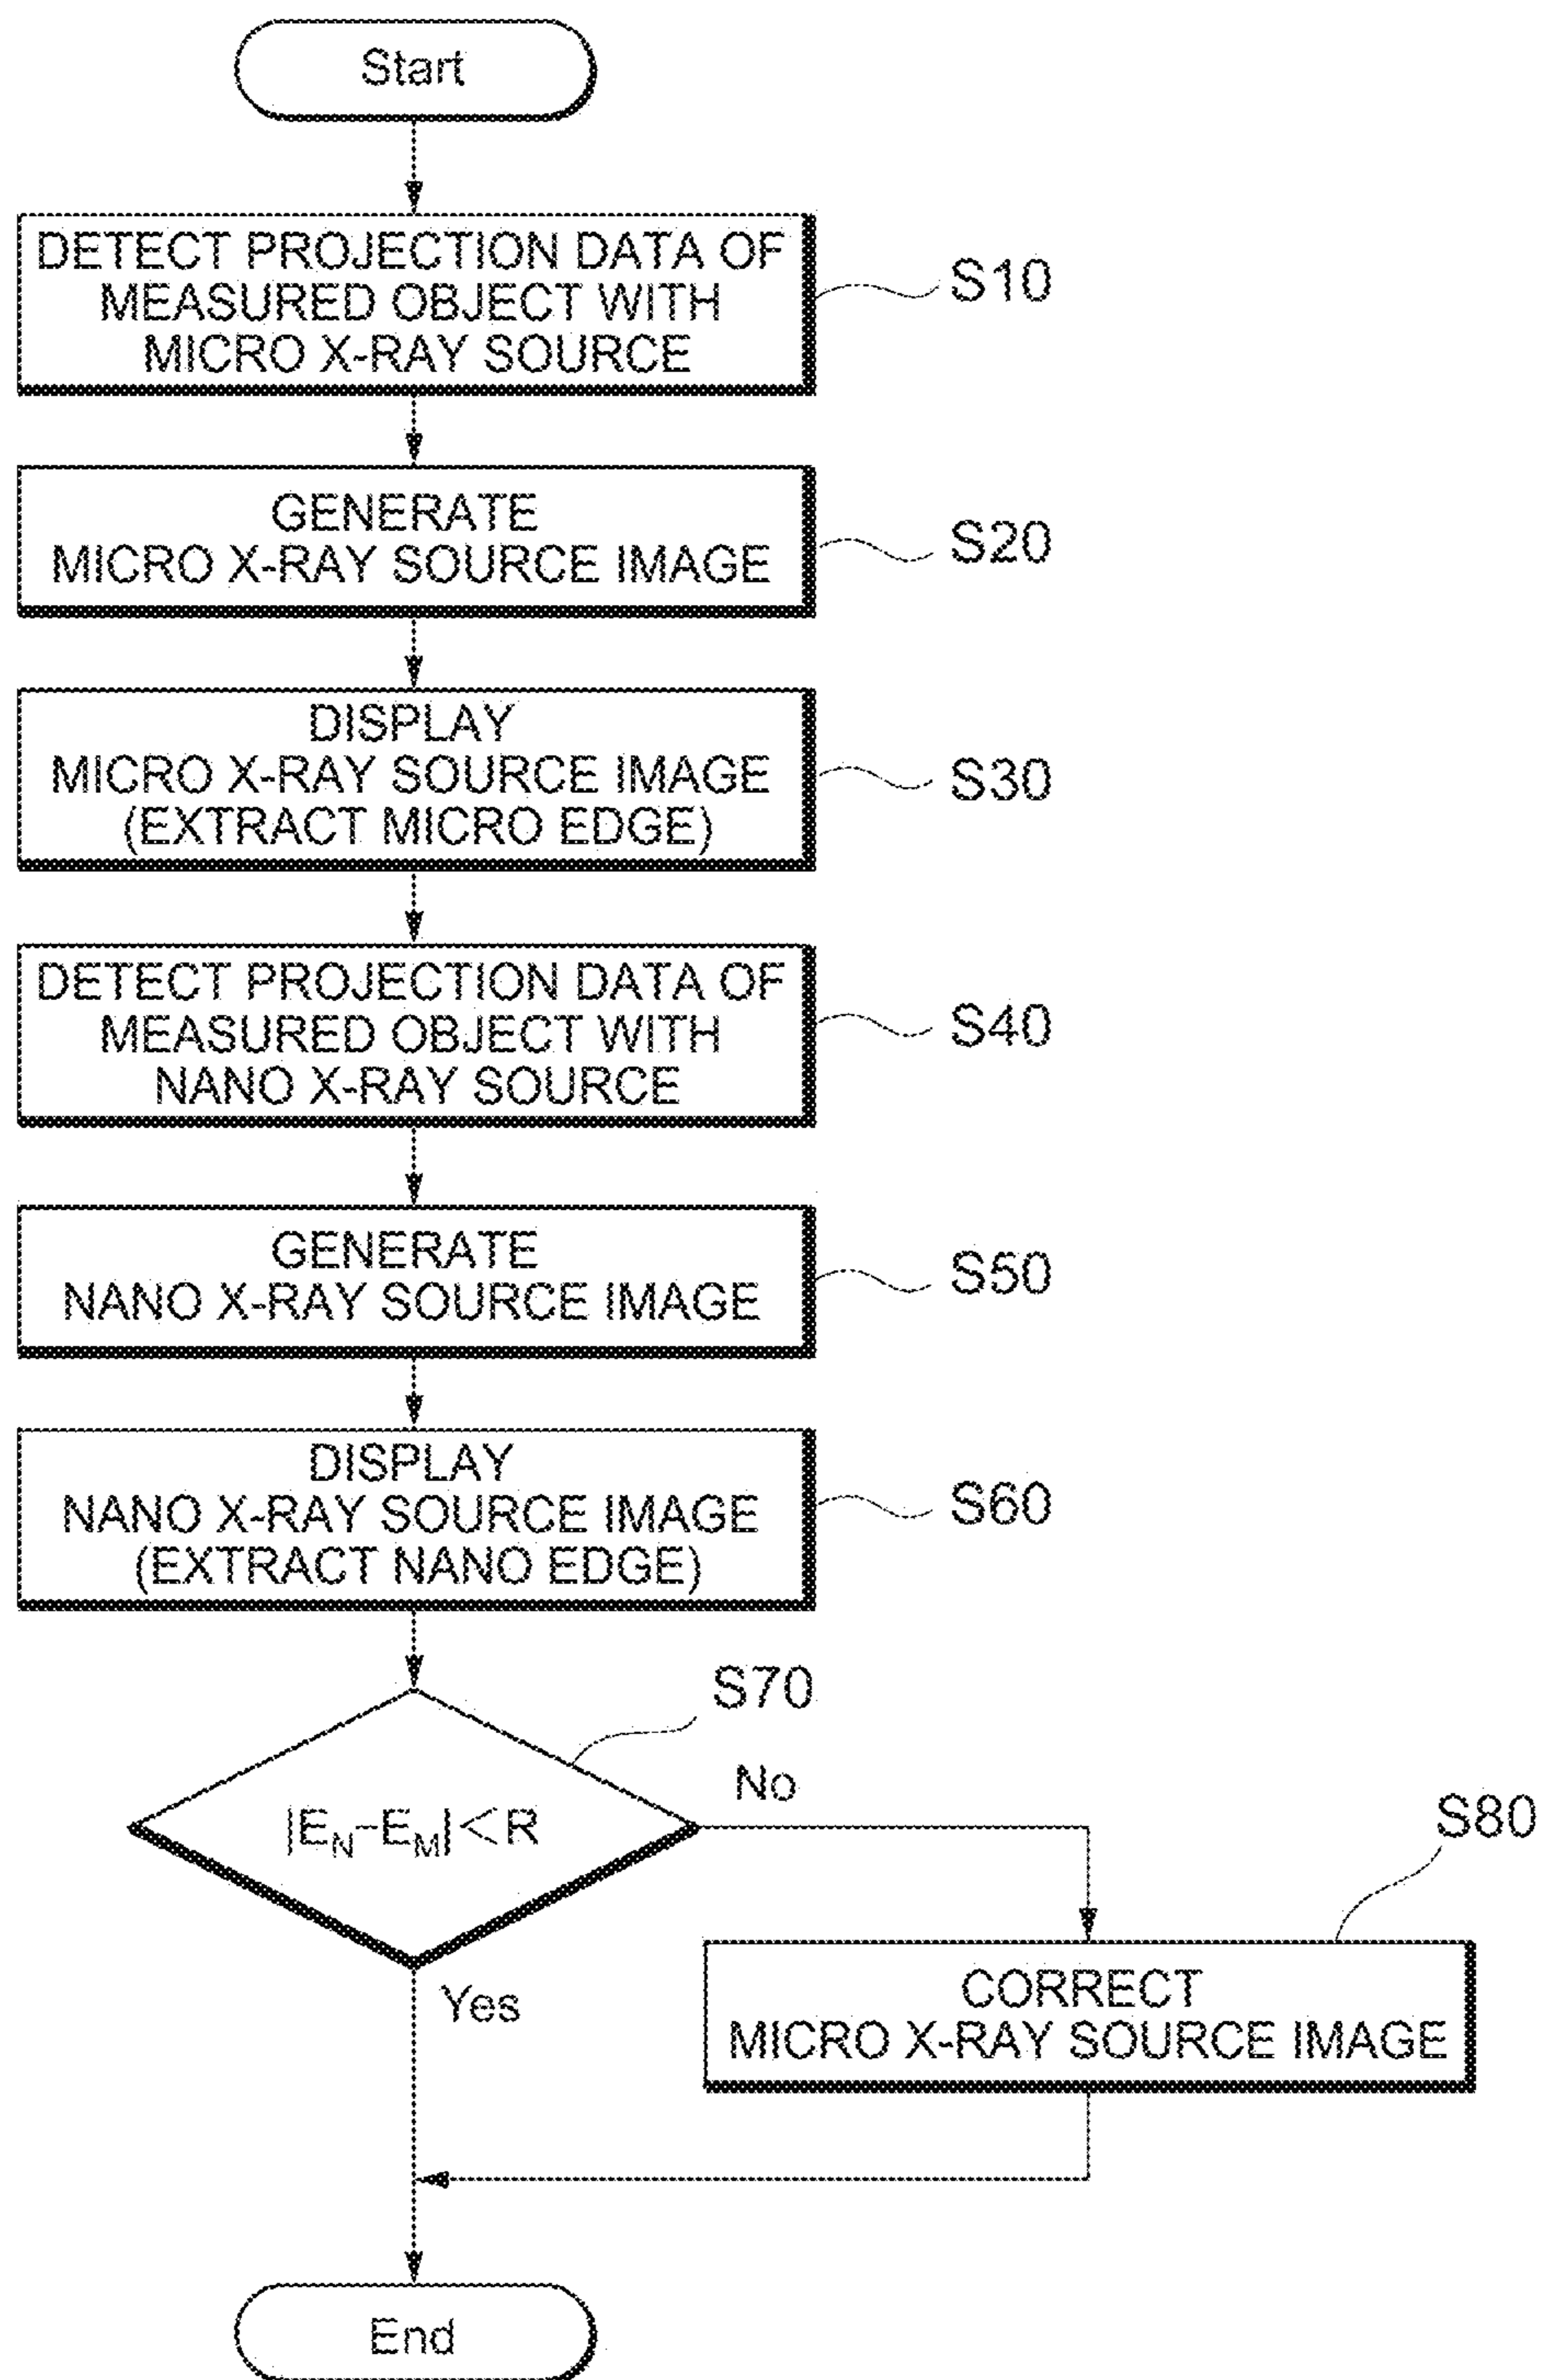 Start
DETECT PROJECTION DATA OF
MEASURED OBJECT WITH
MICRO X-RAY SOURCE
S10
GENERATE
MICRO X-RAY SOURCE IMAGE
S20
DISPLAY
MICRO X-RAY SOURCE IMAGE
(EXTRACT MICRO EDGE)
S30
DETECT PROJECTION DATA OF
MEASURED OBJECT WITH
NANO X-RAY SOURCE
S40
GENERATE
NANO X-RAY SOURCE IMAGE
S50
DISPLAY
NANO X-RAY SOURCE IMAGE
(EXTRACT NANO EDGE)
S60
S70
|E_N-E_M|<R
No
Yes
S80
CORRECT
MICRO X-RAY SOURCE IMAGE
End